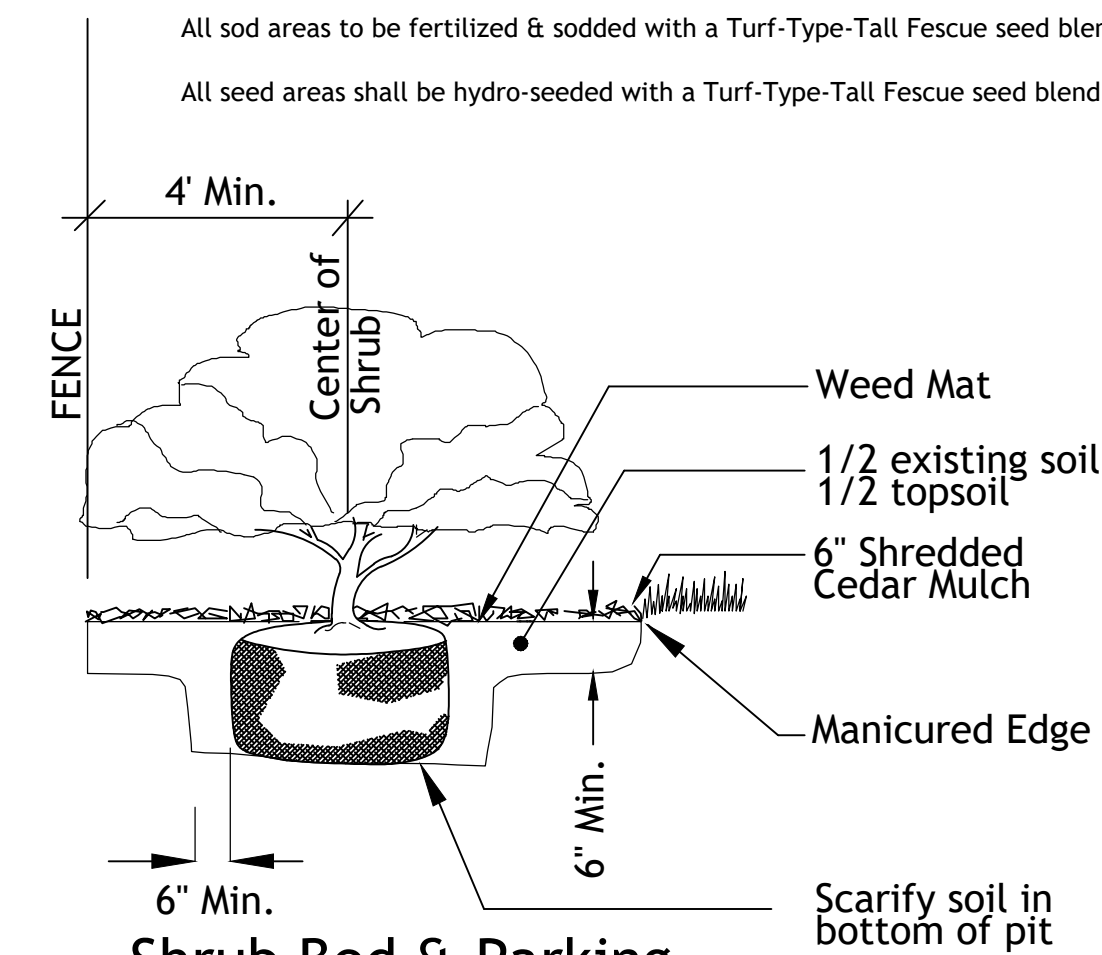 All sod areas to be fertilized & sodded with a Turf-Type-Tall Fescue seed
All seed areas shall be hydro-seeded with a Turf-Type-Tall Fescue seed blend
4' Min.
FENCE
Center of
Shrub
Weed Mat
1/2 existing soil
1/2 topsoil
6" Shredded
Cedar Mulch
Manicured Edge
6" Min.
6" Min.
Scarify soil in
bottom of pit
Shrub Bed & Parking